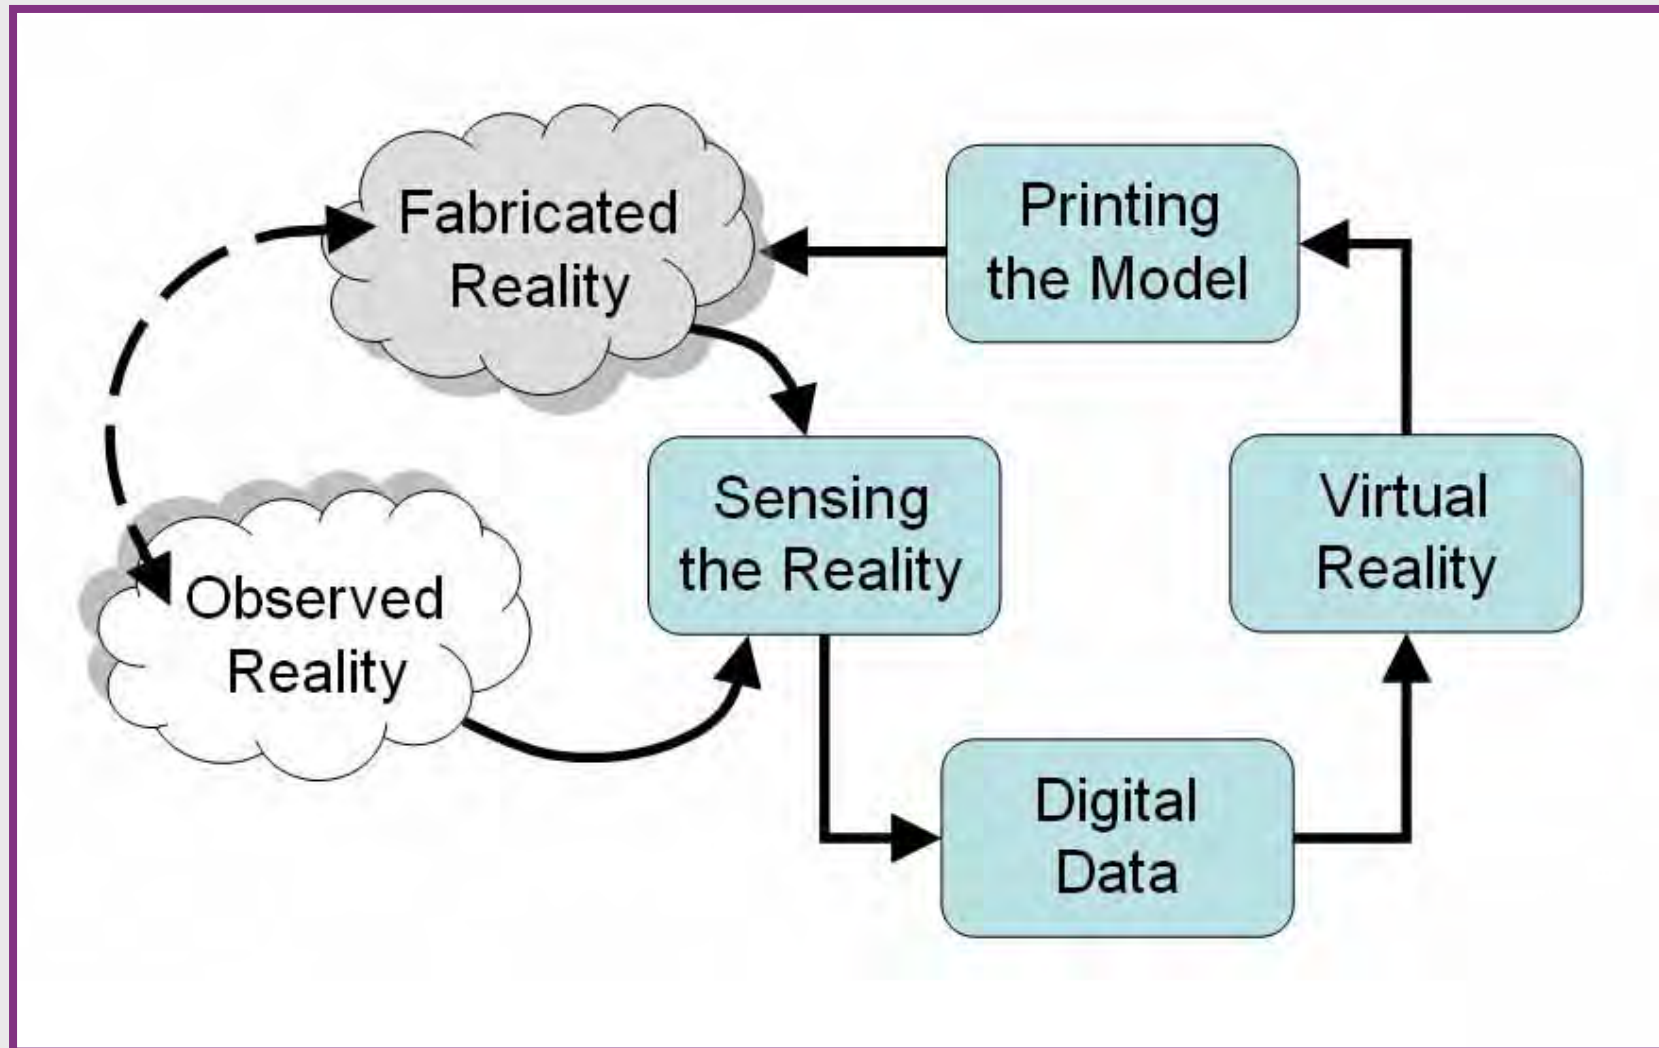 Fabricated
Reality
Printing
the Model
Sensing
the Reality
Virtual
Reality
Observed
Reality
Digital
Data